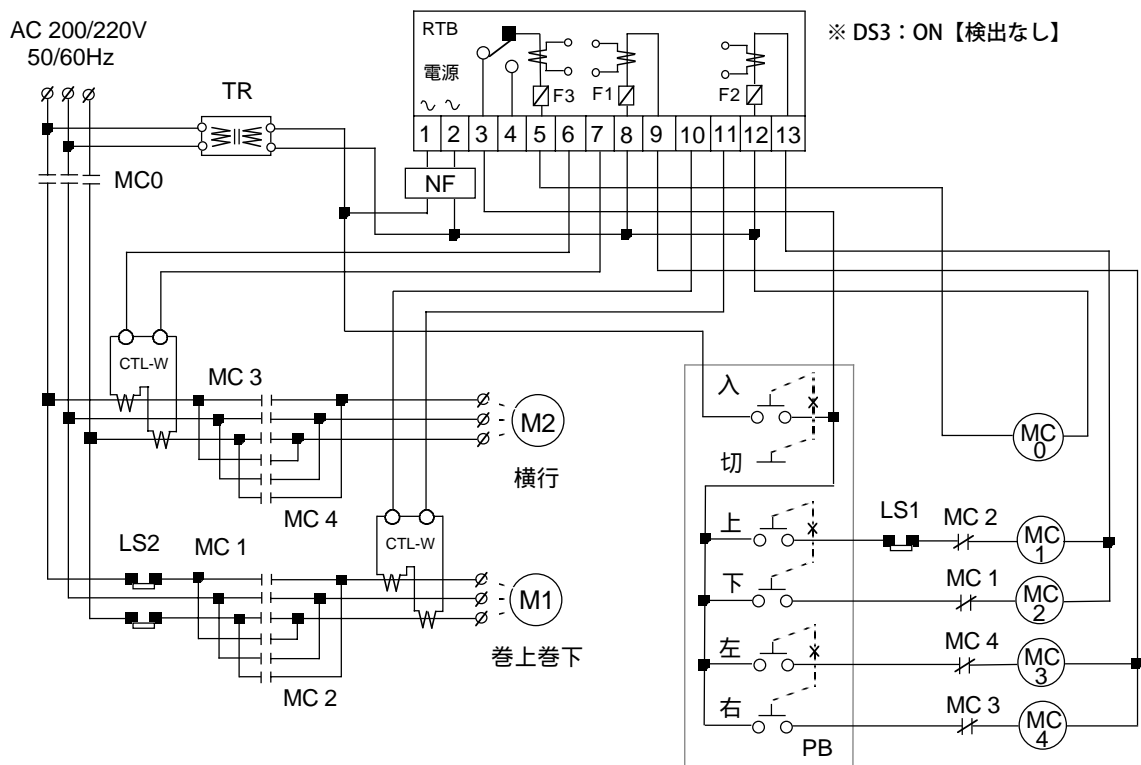 AC 200/220V
50/60Hz
※ DS3：ON【検出なし】
RTB
電源
F3
F1
F2
1 2 3 4 5 6 7 8 9 10 11 12 13
TR
MC0
NF
CTL-W
MC 3
M2
横行
MC 4
CTL-W
LS2
MC 1
M1
巻上巻下
MC 2
入
切
MC
0
上
LS1
MC 2
MC
1
下
MC 1
MC
2
左
MC 4
MC
3
右
MC 3
MC
4
PB